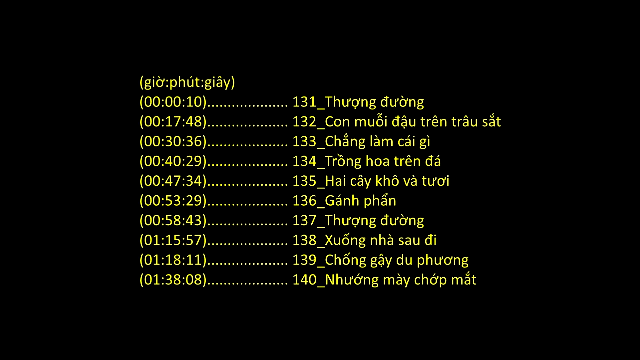 (giờ:phút:giây)
(00:00:10).................... 131_Thượng đường
(00:17:48).................... 132_Con muỗi đậu trên trâu sắt
(00:30:36).................... 133_Chẳng làm cái gì
(00:40:29).................... 134_Trồng hoa trên đá
(00:47:34).................... 135_Hai cây khô và tươi
(00:53:29).................... 136_Gánh phẩn
(00:58:43).................... 137_Thượng đường
(01:15:57).................... 138_Xuống nhà sau đi
(01:18:11).................... 139_Chống gậy du phương
(01:38:08).................... 140_Nhướng mày chớp mắt